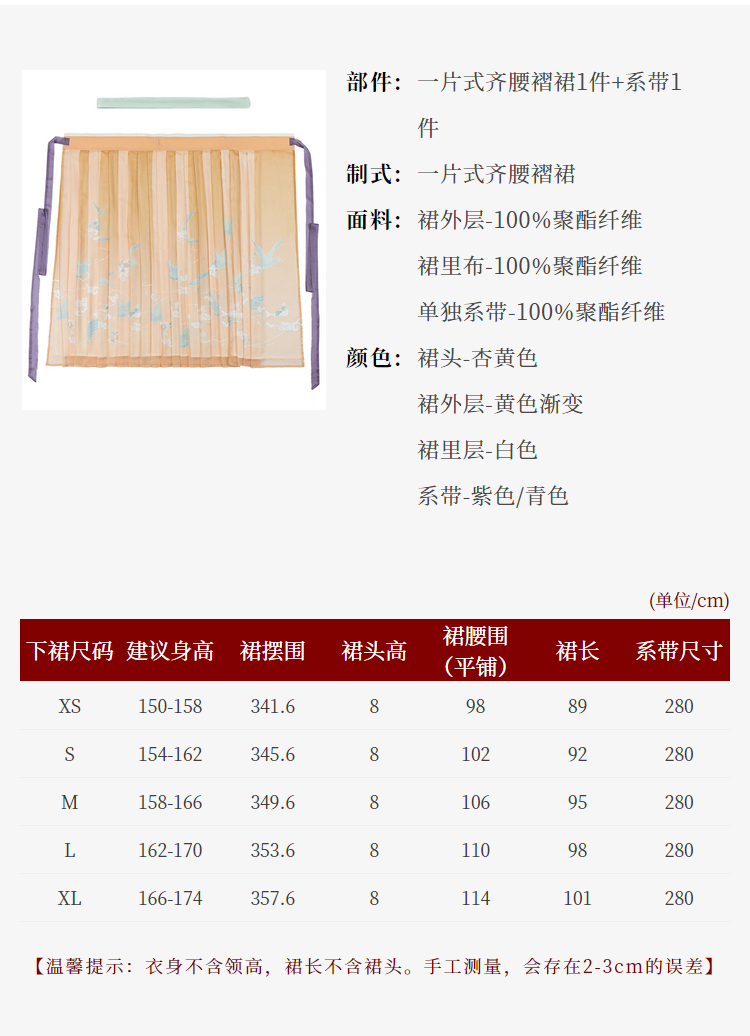 部件：一片式齐腰褶裙1件+系带1
件
制式：一片式齐腰褶裙
面料：裙外层-100%聚酯纤维
裙里布-100%聚酯纤维
单独系带-100%聚酯纤维
颜色：裙头-杏黄色
裙外层-黄色渐变
裙里层-白色
系带-紫色/青色
(单位/cm)
下裙尺码 建议身高 裙摆围 裙头高 裙腰围（平铺） 裙长 系带尺寸
XS 150-158 341.6 8 98 89 280
S 154-162 345.6 8 102 92 280
M 158-166 349.6 8 106 95 280
L 162-170 353.6 8 110 98 280
XL 166-174 357.6 8 114 101 280
【温馨提示：衣身不含领高，裙长不含裙头。手工测量，会存在2-3cm的误差】